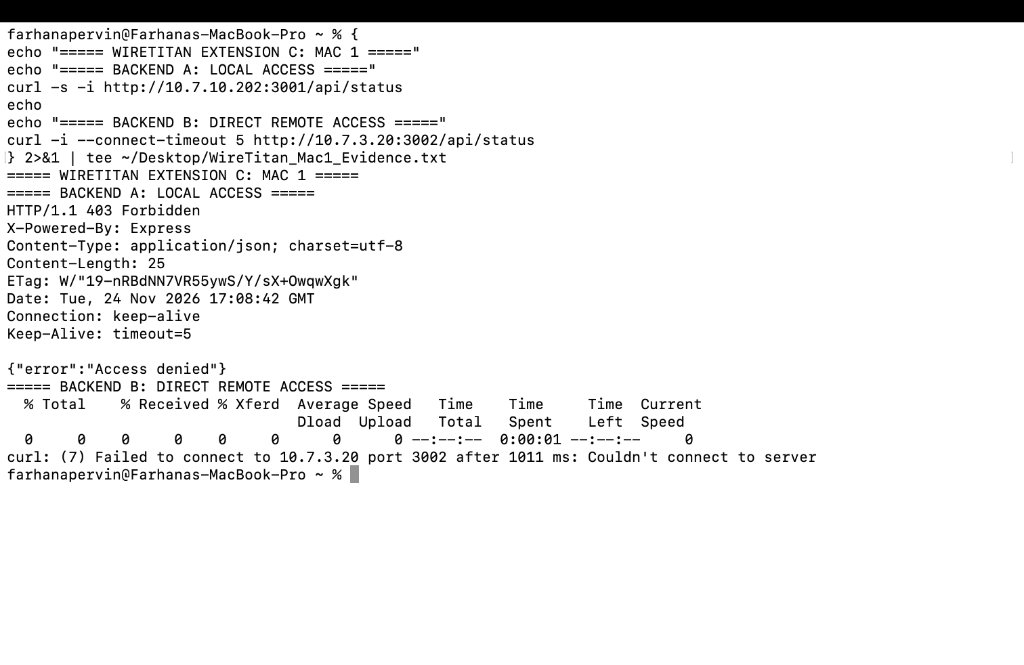 farhanapervin@Farhanas-MacBook-Pro ~ % {
echo "===== WIRETITAN EXTENSION C: MAC 1 ====="
echo "===== BACKEND A: LOCAL ACCESS ====="
curl -s -i http://10.7.10.202:3001/api/status
echo
echo "===== BACKEND B: DIRECT REMOTE ACCESS ====="
curl -i --connect-timeout 5 http://10.7.3.20:3002/api/status
} 2>&1 | tee ~/Desktop/WireTitan_Mac1_Evidence.txt
===== WIRETITAN EXTENSION C: MAC 1 =====
===== BACKEND A: LOCAL ACCESS =====
HTTP/1.1 403 Forbidden
X-Powered-By: Express
Content-Type: application/json; charset=utf-8
Content-Length: 25
ETag: W/"19-nRBdNN7VR55ywS/Y/sX+OwqwXgk"
Date: Tue, 24 Nov 2026 17:08:42 GMT
Connection: keep-alive
Keep-Alive: timeout=5

{"error":"Access denied"}
===== BACKEND B: DIRECT REMOTE ACCESS =====
  % Total    % Received % Xferd  Average Speed   Time    Time     Time  Current
                                 Dload  Upload   Total   Spent    Left  Speed
  0     0    0     0    0     0      0      0 --:--:--  0:00:01 --:--:--     0
curl: (7) Failed to connect to 10.7.3.20 port 3002 after 1011 ms: Couldn't connect to server
farhanapervin@Farhanas-MacBook-Pro ~ %